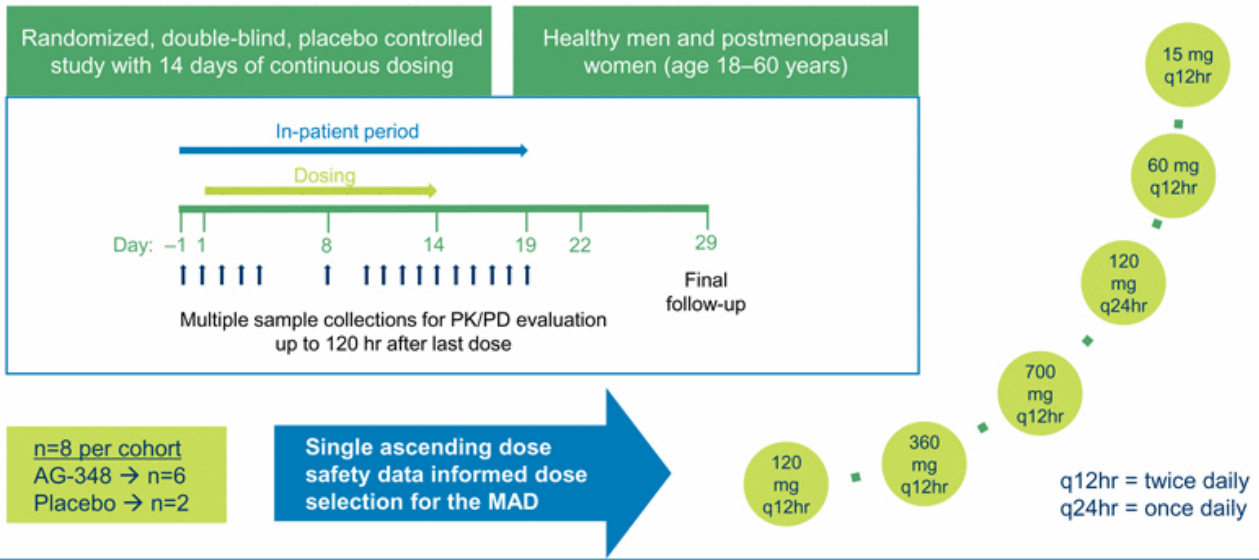 Randomized, double-blind, placebo controlled
study with 14 days of continuous dosing
Healthy men and postmenopausal
women (age 18–60 years)
In-patient period
Dosing
Day: –1 1 8 14 19 22 29
Final
follow-up
Multiple sample collections for PK/PD evaluation
up to 120 hr after last dose
n=8 per cohort
AG-348 → n=6
Placebo → n=2
Single ascending dose
safety data informed dose
selection for the MAD
120
mg
q12hr
360
mg
q12hr
700
mg
q12hr
120
mg
q24hr
60 mg
q12hr
15 mg
q12hr
q12hr = twice daily
q24hr = once daily